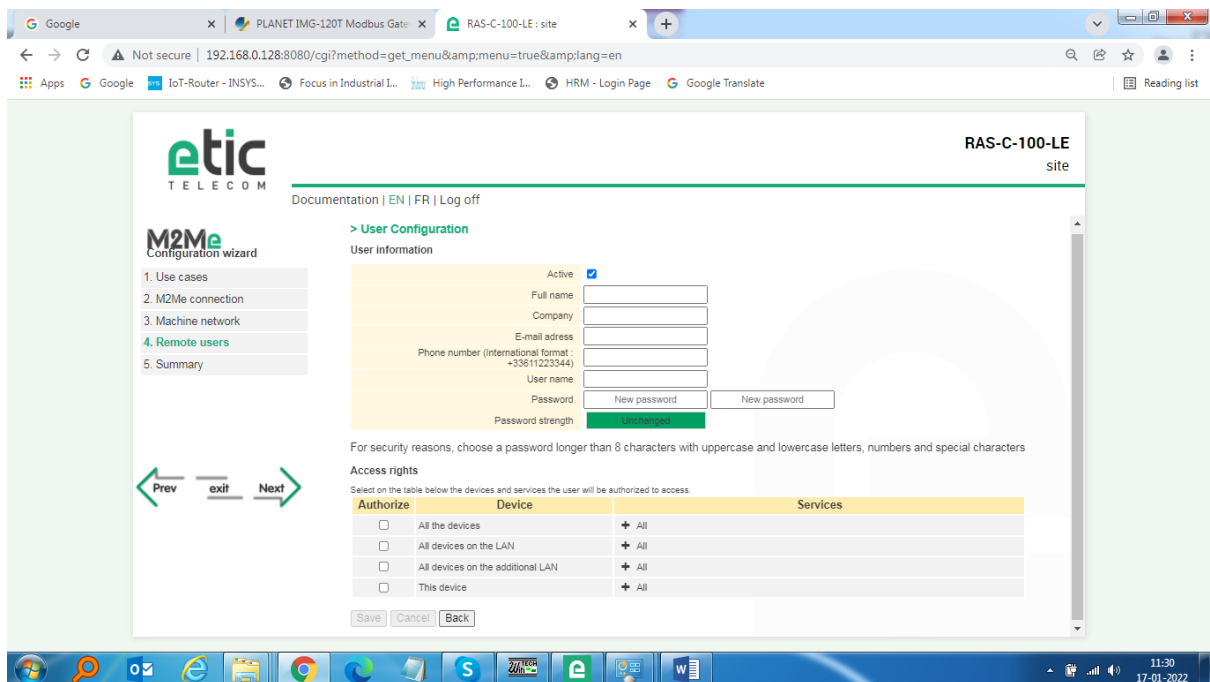 Google
PLANET IMG-120T Modbus Gate
RAS-C-100-LE : site
Not secure | 192.168.0.128:8080/cgi?method=get_menu&amp;menu=true&amp;lang=en
Apps Google IoT-Router - INSYS... Focus in Industrial I... High Performance I... HRM - Login Page Google Translate Reading list
etic
TELECOM
RAS-C-100-LE
site
Documentation | EN | FR | Log off
M2Me
Configuration wizard
1. Use cases
2. M2Me connection
3. Machine network
4. Remote users
5. Summary
Prev exit Next
> User Configuration
User information
Active
Full name
Company
E-mail adress
Phone number (International format :
+33611223344)
User name
Password New password New password
Password strength Unchanged
For security reasons, choose a password longer than 8 characters with uppercase and lowercase letters, numbers and special characters
Access rights
Select on the table below the devices and services the user will be authorized to access.
Authorize Device Services
All the devices + All
All devices on the LAN + All
All devices on the additional LAN + All
This device + All
Save Cancel Back
11:30
17-01-2022